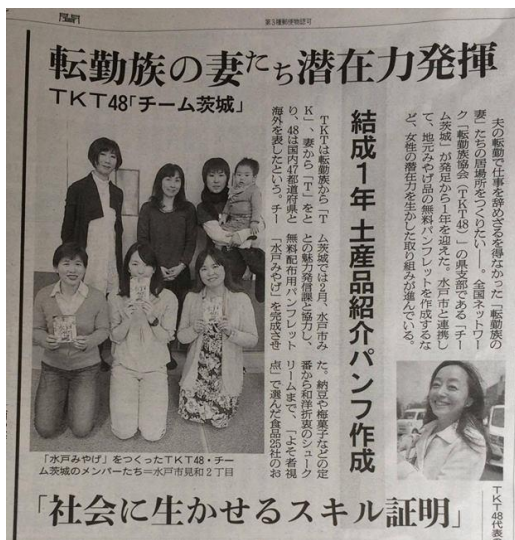 第3種郵便物認可
転勤族の妻たち潜在力発揮
TKT48「チーム茨城」
結成1年 土産品紹介パンフ作成
夫の転勤で仕事を辞めざるを得なかった「転勤族の
妻」たちの居場所をつくりたい――。全国ネットワー
ク「転勤族協会（TKT48）」の県支部である「チー
ム茨城」が発足から1年を迎えた。水戸市と連携し
て、地元みやげ品の無料パンフレットを作成するな
ど、女性の潜在力を生かした取り組みが進んでいる。
TKTは転勤族から「T
K」、妻から「T」をと
り、48は国内47都道府県と
海外を表したという。チー
ム茨城では2月、水戸市み
との魅力発信課と協力し、
無料配布用パンフレット
「水戸みやげ」を完成させ
た。納豆や梅菓子などの定
番から和洋折衷のシューク
リームまで、「よそ者視
点」で選んだ食品25社のお
「水戸みやげ」をつくったTKT48・チー
ム茨城のメンバーたち＝水戸市見和2丁目
TKT48代表の
「社会に生かせるスキル証明」